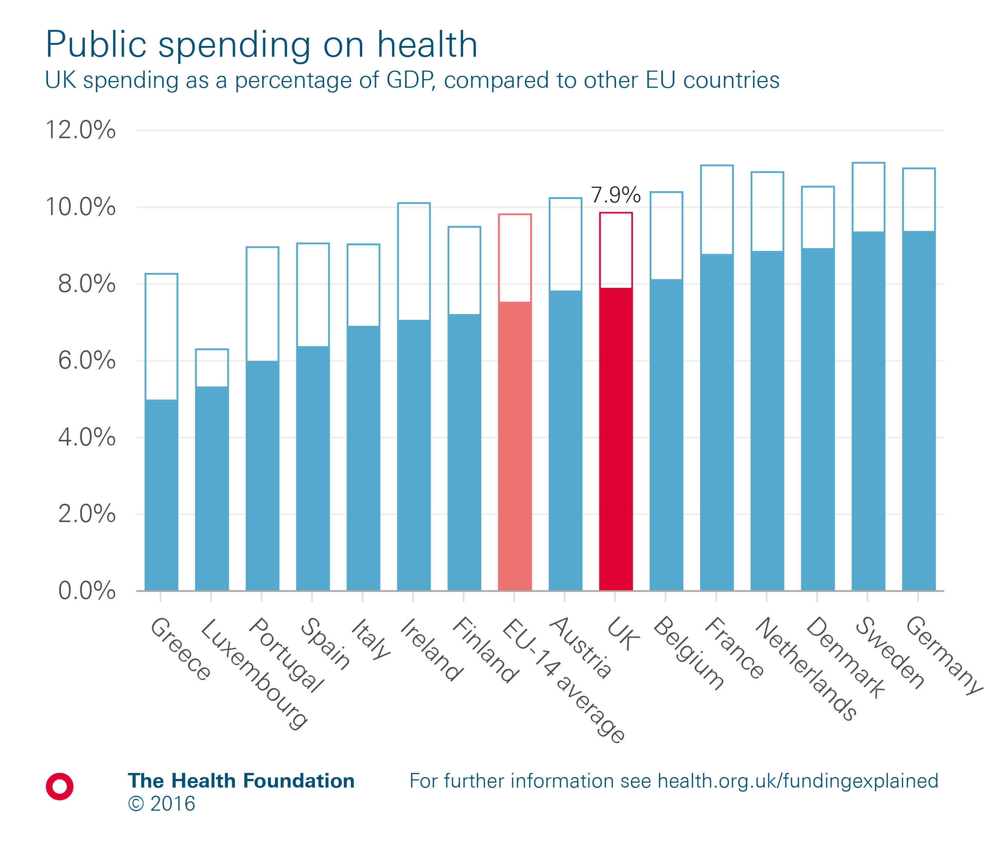 Public spending on health
UK spending as a percentage of GDP, compared to other EU countries
12.0%
10.0%
8.0%
6.0%
4.0%
2.0%
0.0%
7.9%
Greece
Luxembourg
Portugal
Spain
Italy
Ireland
Finland
EU-14 average
Austria
UK
Belgium
France
Netherlands
Denmark
Sweden
Germany
The Health Foundation
© 2016
For further information see health.org.uk/fundingexplained